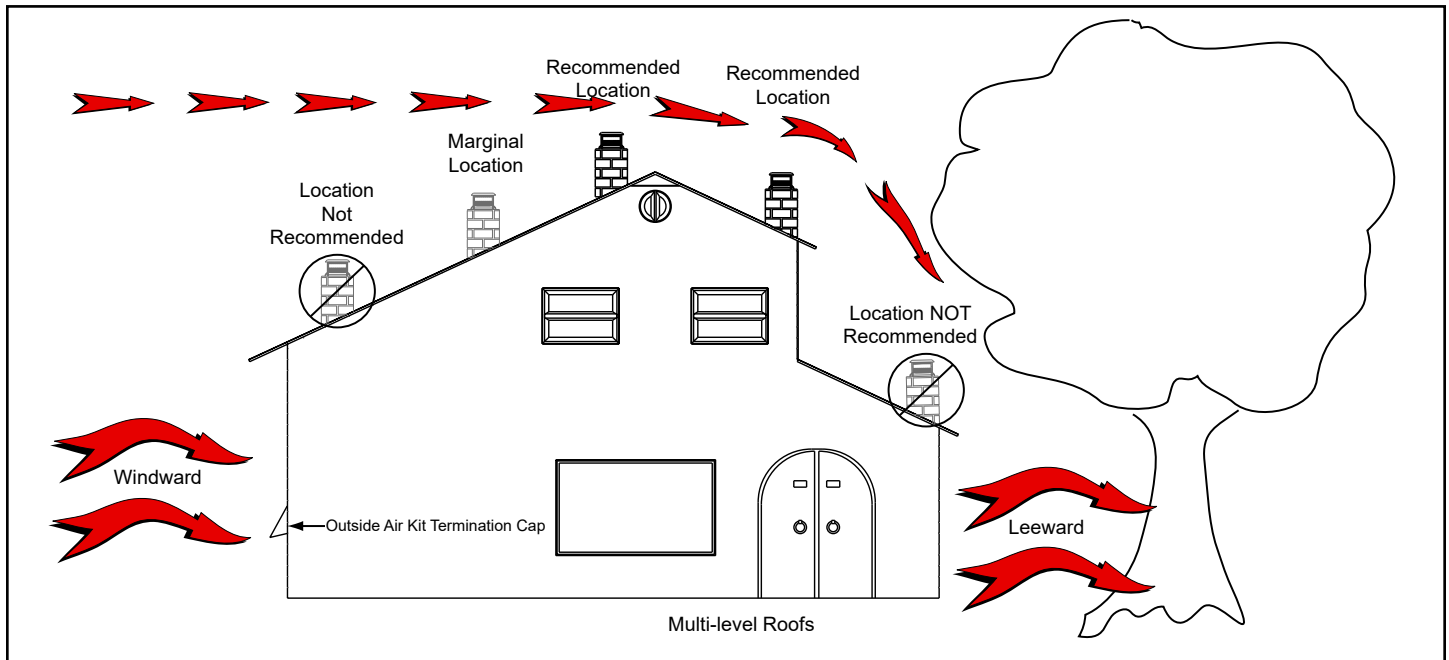 Recommended
Location
Recommended
Location
Marginal
Location
Location
Not
Recommended
Location NOT
Recommended
Windward
Outside Air Kit Termination Cap
Leeward
Multi-level Roofs